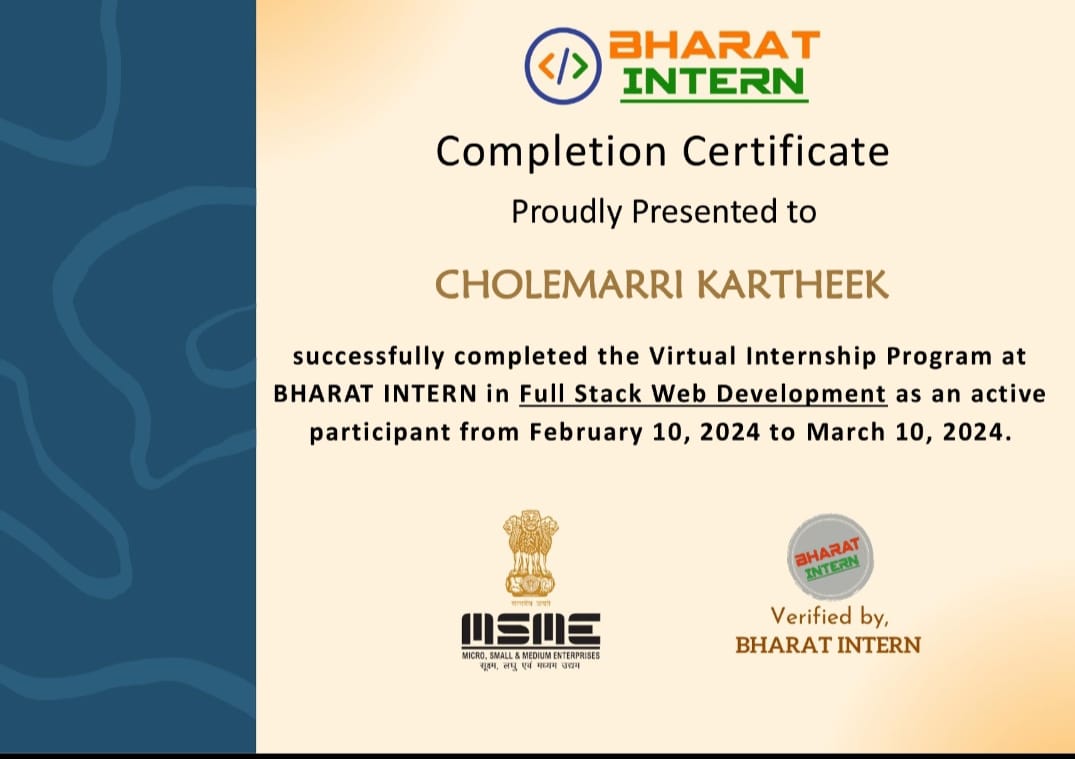 </>
BHARAT
INTERN
Completion Certificate
Proudly Presented to
CHOLEMARRI KARTHEEK
successfully completed the Virtual Internship Program at
BHARAT INTERN in Full Stack Web Development as an active
participant from February 10, 2024 to March 10, 2024.
सत्यमेव जयते
MSME
MICRO, SMALL & MEDIUM ENTERPRISES
सूक्ष्म, लघु एवं मध्यम उद्यम
BHARAT
INTERN
Verified by,
BHARAT INTERN